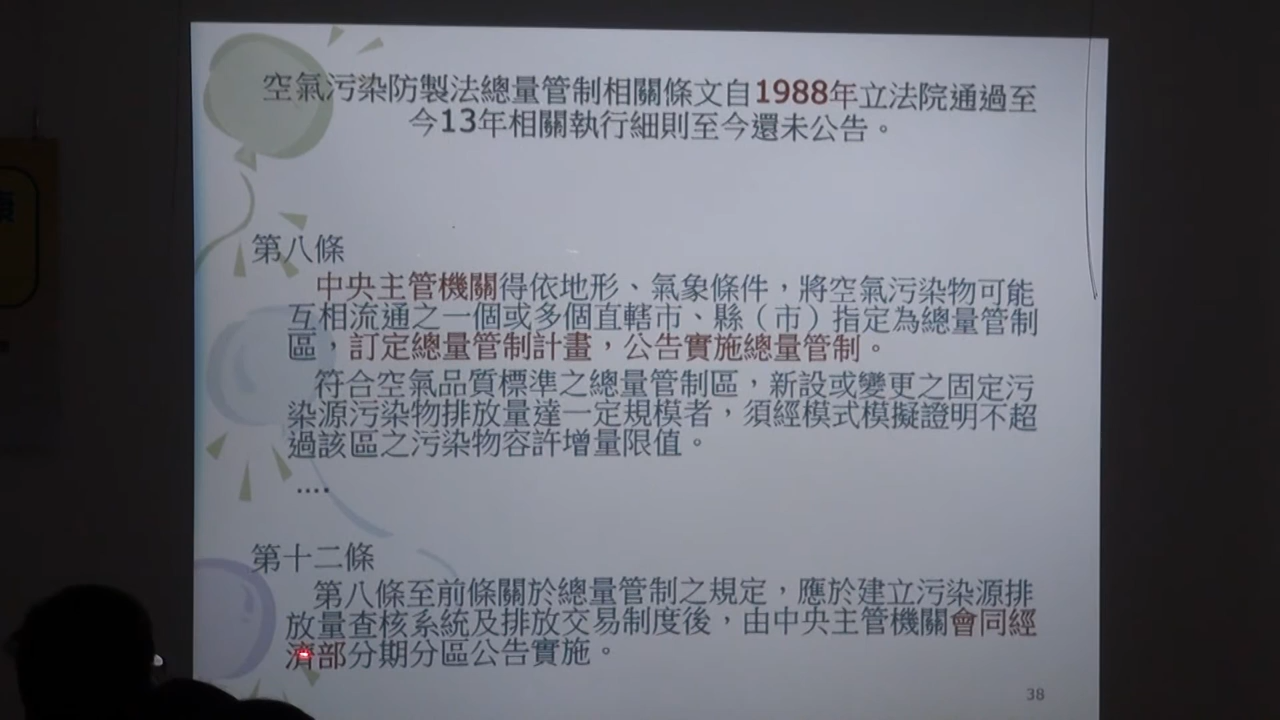 空氣污染防製法總量管制相關條文自1988年立法院通過至
今13年相關執行細則至今還未公告。
第八條
中央主管機關得依地形、氣象條件，將空氣污染物可能
互相流通之一個或多個直轄市、縣（市）指定為總量管制
區，訂定總量管制計畫，公告實施總量管制。
符合空氣品質標準之總量管制區，新設或變更之固定污
染源污染物排放量達一定規模者，須經模式模擬證明不超
過該區之污染物容許增量限值。
....
第十二條
第八條至前條關於總量管制之規定，應於建立污染源排
放量查核系統及排放交易制度後，由中央主管機關會同經
濟部分期分區公告實施。
38